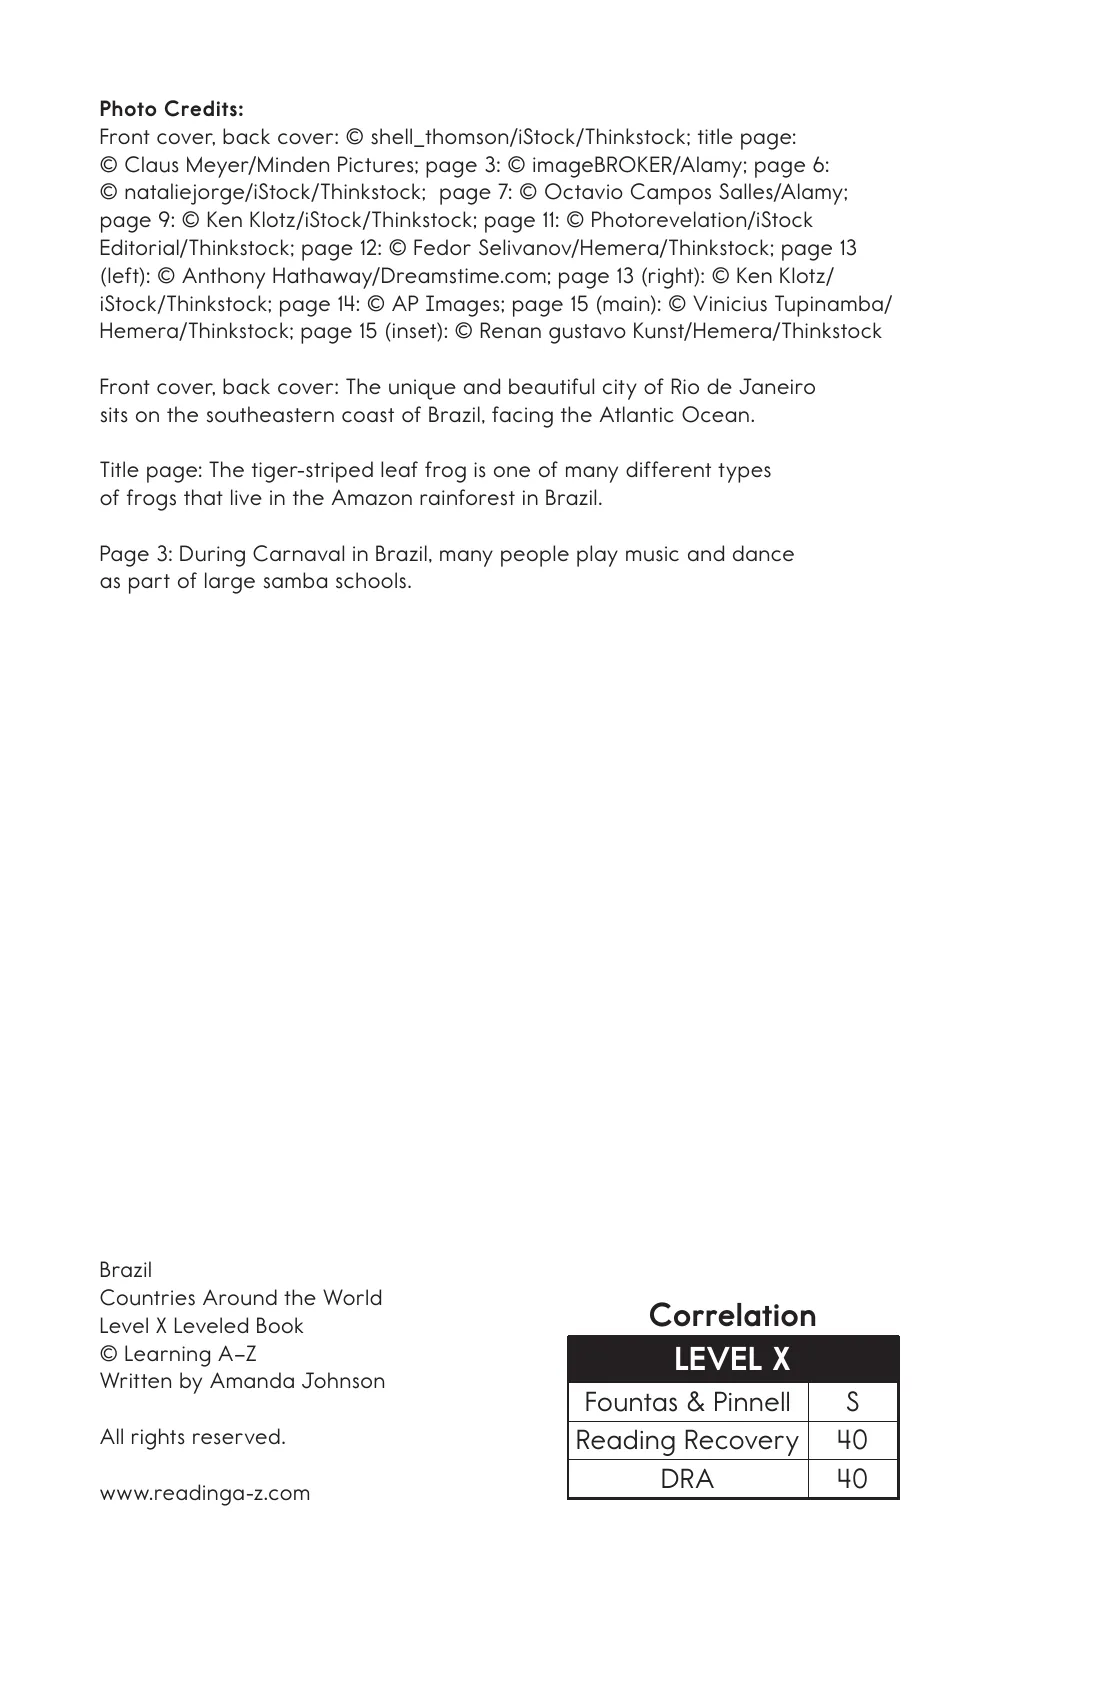 Photo Credits:
Front cover, back cover: © shell_thomson/iStock/Thinkstock; title page:
© Claus Meyer/Minden Pictures; page 3: © imageBROKER/Alamy; page 6:
© nataliejorge/iStock/Thinkstock;  page 7: © Octavio Campos Salles/Alamy;
page 9: © Ken Klotz/iStock/Thinkstock; page 11: © Photorevelation/iStock
Editorial/Thinkstock; page 12: © Fedor Selivanov/Hemera/Thinkstock; page 13
(left): © Anthony Hathaway/Dreamstime.com; page 13 (right): © Ken Klotz/
iStock/Thinkstock; page 14: © AP Images; page 15 (main): © Vinicius Tupinamba/
Hemera/Thinkstock; page 15 (inset): © Renan gustavo Kunst/Hemera/Thinkstock
Front cover, back cover: The unique and beautiful city of Rio de Janeiro
sits on the southeastern coast of Brazil, facing the Atlantic Ocean.
Title page: The tiger-striped leaf frog is one of many different types
of frogs that live in the Amazon rainforest in Brazil.
Page 3: During Carnaval in Brazil, many people play music and dance
as part of large samba schools.
Brazil
Countries Around the World
Level X Leveled Book
© Learning A–Z
Written by Amanda Johnson
All rights reserved.
www.readinga-z.com
Correlation
LEVEL X
Fountas & Pinnell S
Reading Recovery 40
DRA 40